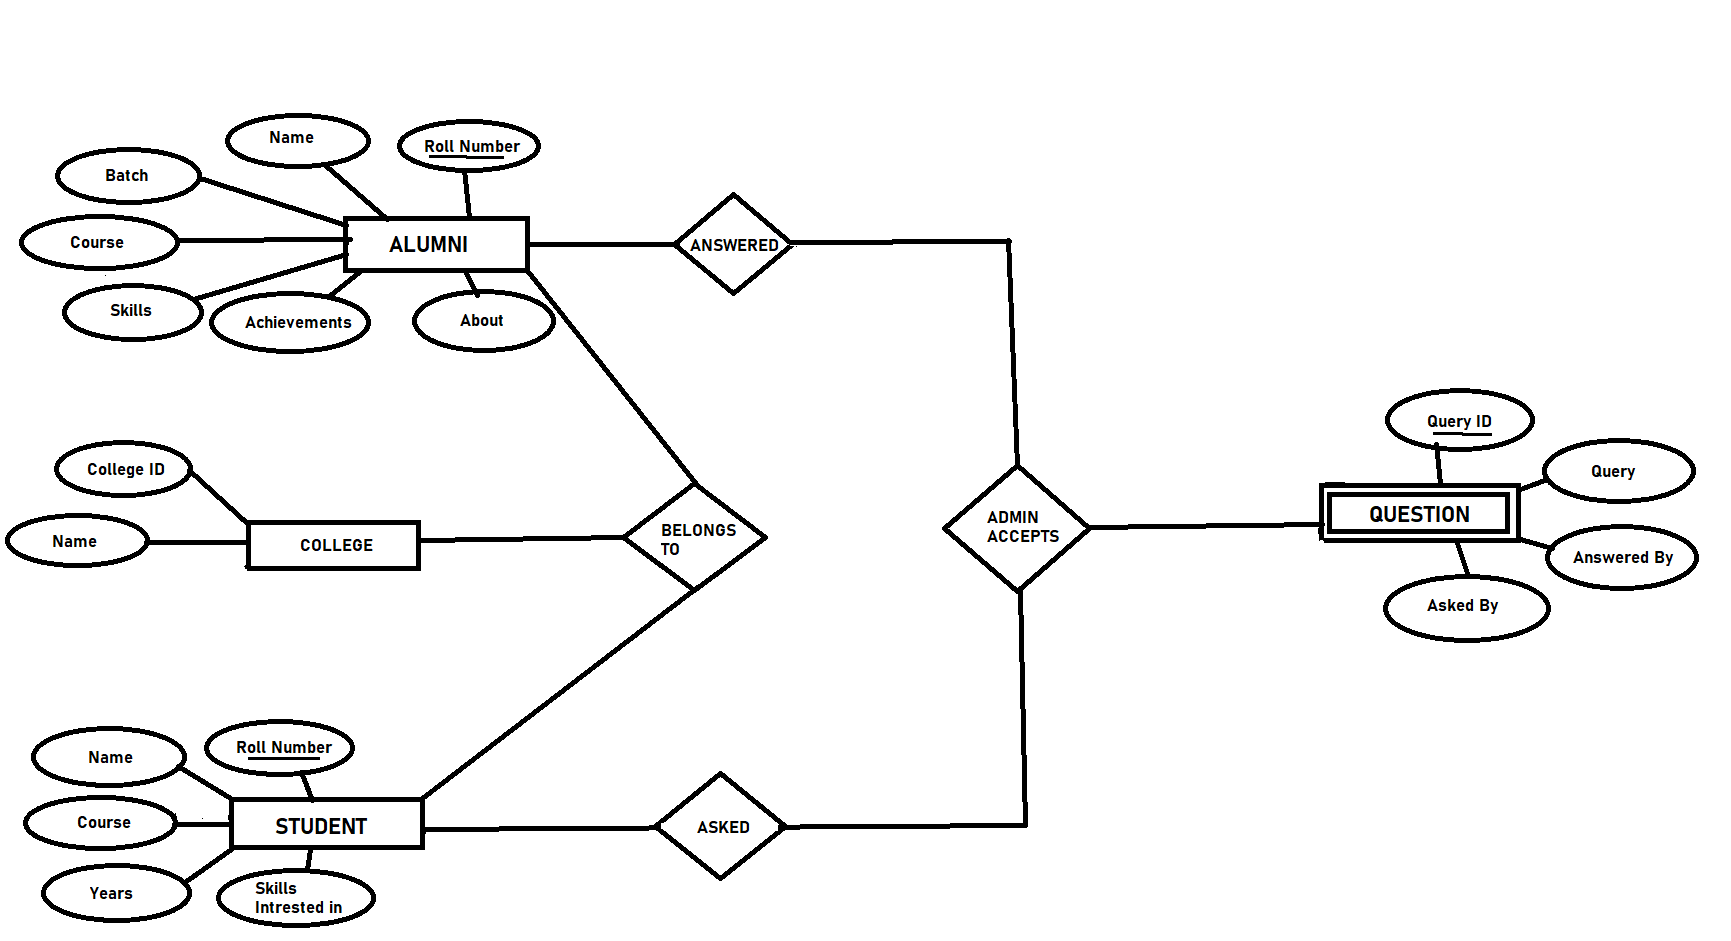 Name
Roll Number
Batch
Course
ALUMNI
ANSWERED
Skills
Achievements
About
Query ID
College ID
Query
ADMIN
ACCEPTS
QUESTION
BELONGS
TO
Name
COLLEGE
Answered By
Asked By
Name
Roll Number
Course
STUDENT
ASKED
Years
Skills
Intrested in